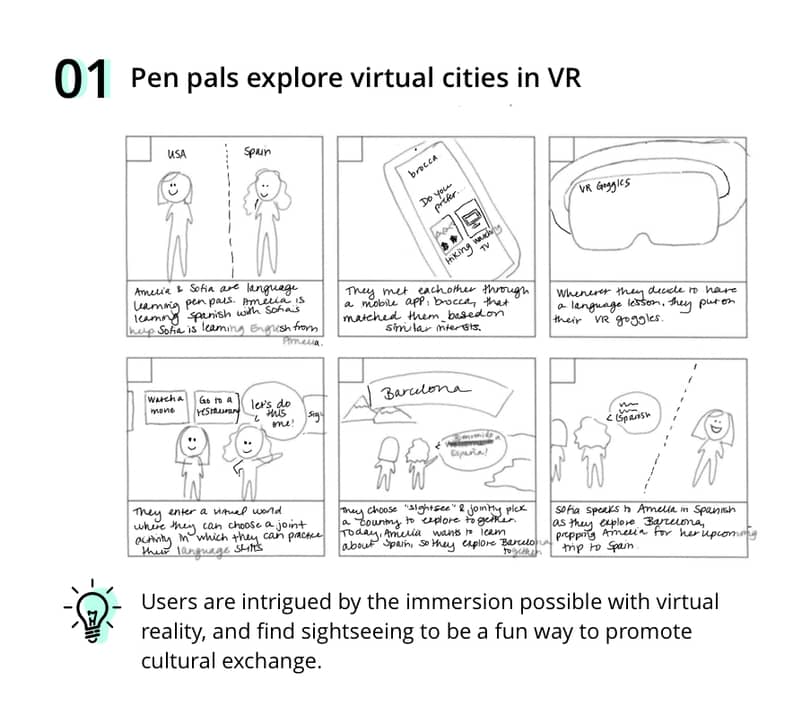 01 Pen pals explore virtual cities in VR
USA
Spain
Amelia & Sofia are language
learning pen pals. Amelia is
learning spanish with Sofia's
help Sofia is learning English from
Amelia.
brocca
Do you
prefer...
Hiking
watching
TV
They met eachother through
a mobile app, brocca, that
matched them based on
similar interests.
VR Goggles
Whenever they decide to have
a language lesson, they put on
their VR goggles.
Watch a
movie
Go to a
restaurant
let's do
this
one!
Sig
They enter a virtual world
where they can choose a joint
activity in which they can practice
their language skills
Barcelona
España!
They choose "sightsee" & jointly pick
a country to explore together.
Today, Amelia wants to learn
about Spain, so they explore Barcelona
together
(Spanish
Sofia speaks to Amelia in Spanish
as they explore Barcelona,
prepping Amelia for her upcoming
trip to Spain.
Users are intrigued by the immersion possible with virtual
reality, and find sightseeing to be a fun way to promote
cultural exchange.